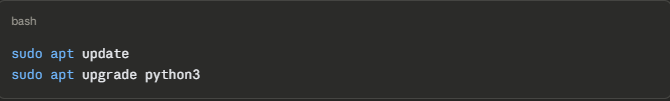 bash
sudo apt update
sudo apt upgrade python3